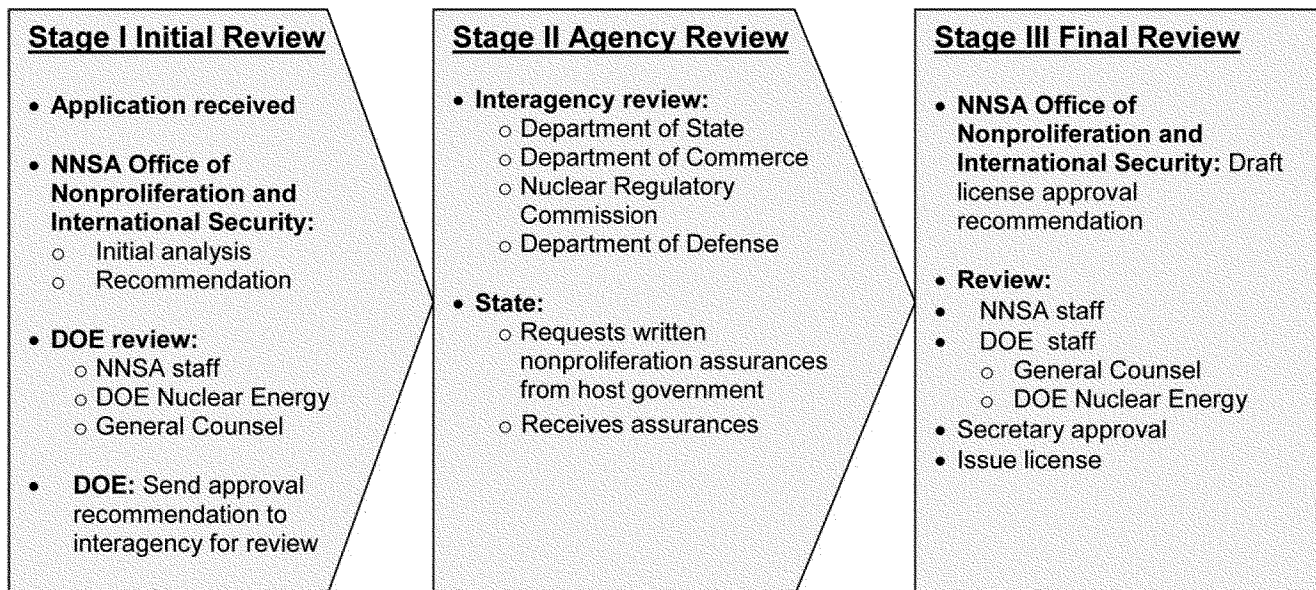 Stage I Initial Review
• Application received
• NNSA Office of
Nonproliferation and
International Security:
o Initial analysis
o Recommendation
• DOE review:
o NNSA staff
o DOE Nuclear Energy
o General Counsel
• DOE: Send approval
recommendation to
interagency for review
Stage II Agency Review
• Interagency review:
o Department of State
o Department of Commerce
o Nuclear Regulatory
Commission
o Department of Defense
• State:
o Requests written
nonproliferation assurances
from host government
o Receives assurances
Stage III Final Review
• NNSA Office of
Nonproliferation and
International Security: Draft
license approval
recommendation
• Review:
• NNSA staff
• DOE staff
o General Counsel
o DOE Nuclear Energy
• Secretary approval
• Issue license